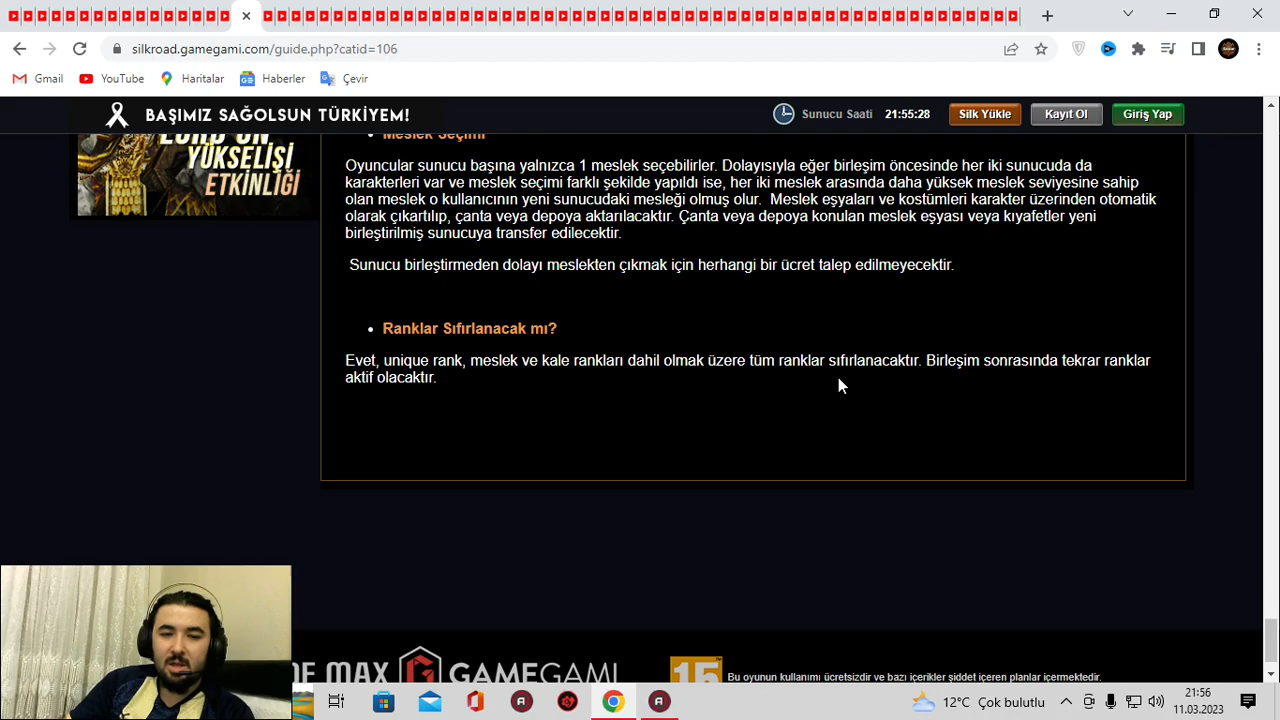 silkroad.gamegami.com/guide.php?catid=106
Gmail
YouTube
Haritalar
Haberler
Çevir
BAŞIMIZ SAĞOLSUN TÜRKİYEM!
Sunucu Saati
21:55:28
Silk Yükle
Kayıt Ol
Giriş Yap
YÜKSELİŞİ
ETKİNLİĞİ
Meslek Seçimi
Oyuncular sunucu başına yalnızca 1 meslek seçebilirler. Dolayısıyla eğer birleşim öncesinde her iki sunucuda da
karakterleri var ve meslek seçimi farklı şekilde yapıldı ise, her iki meslek arasında daha yüksek meslek seviyesine sahip
olan meslek o kullanıcının yeni sunucudaki mesleği olmuş olur. Meslek eşyaları ve kostümleri karakter üzerinden otomatik
olarak çıkartılıp, çanta veya depoya aktarılacaktır. Çanta veya depoya konulan meslek eşyası veya kıyafetler yeni
birleştirilmiş sunucuya transfer edilecektir.
Sunucu birleştirmeden dolayı meslekten çıkmak için herhangi bir ücret talep edilmeyecektir.
• Ranklar Sıfırlanacak mı?
Evet, unique rank, meslek ve kale rankları dahil olmak üzere tüm ranklar sıfırlanacaktır. Birleşim sonrasında tekrar ranklar
aktif olacaktır.
MAX
GAMEGAMI
15
Bu oyunun kullanımı ücretsizdir ve bazı içerikler şiddet içeren planlar içermektedir.
12°C Çok bulutlu
21:56
11.03.2023